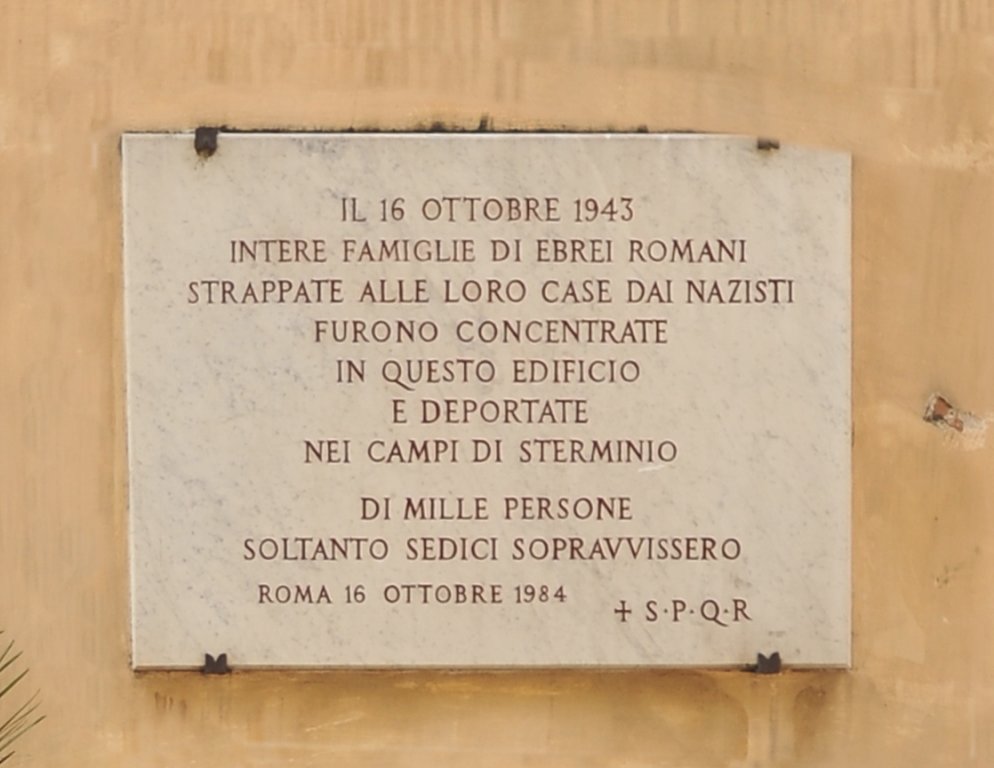 IL 16 OTTOBRE 1943
INTERE FAMIGLIE DI EBREI ROMANI
STRAPPATE ALLE LORO CASE DAI NAZISTI
FURONO CONCENTRATE
IN QUESTO EDIFICIO
E DEPORTATE
NEI CAMPI DI STERMINIO
DI MILLE PERSONE
SOLTANTO SEDICI SOPRAVVISSERO
ROMA 16 OTTOBRE 1984
+ S·P·Q·R